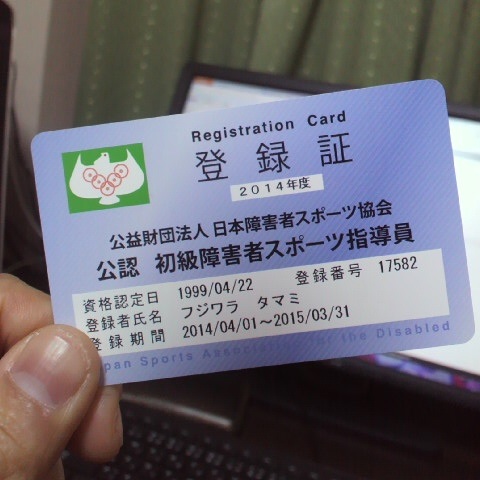 Registration Card
登録証
2014年度
公益財団法人 日本障害者スポーツ協会
公認 初級障害者スポーツ指導員
資格認定日 1999/04/22 登録番号 17582
登録者氏名 フジワラ タマミ
登録期間 2014/04/01～2015/03/31
Japan Sports Association for the Disabled